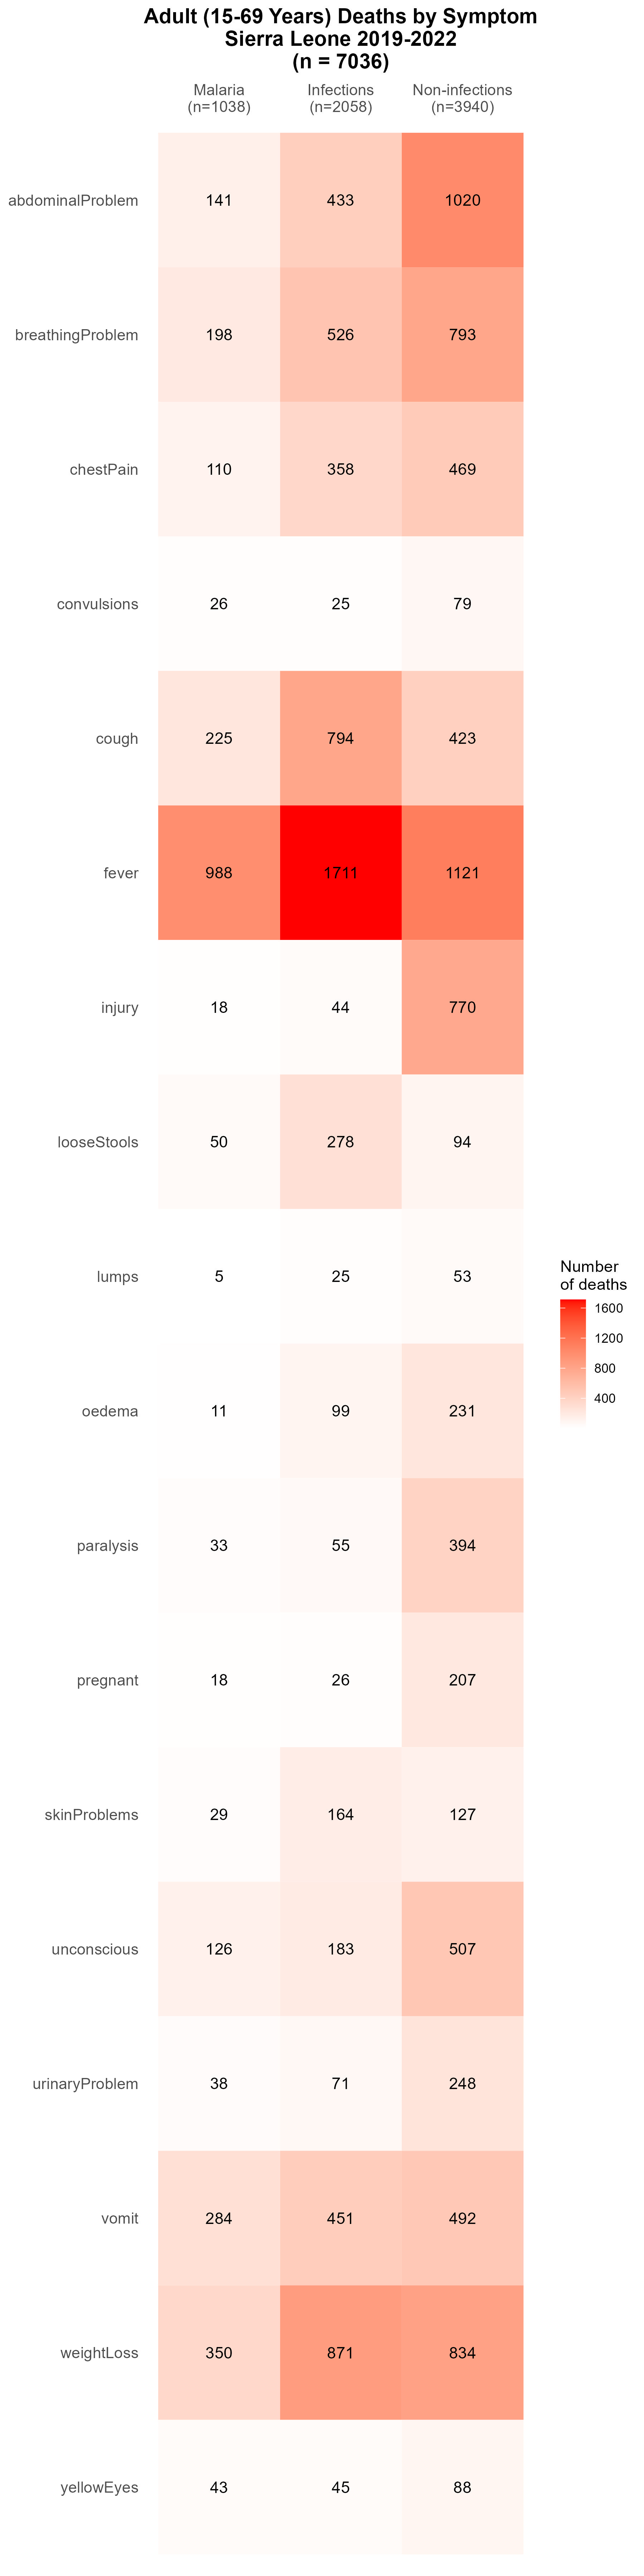 Adult (15-69 Years) Deaths by Symptom
Sierra Leone 2019-2022
(n = 7036)
Malaria Infections Non-infections
(n=1038) (n=2058) (n=3940)
abdominalProblem 141 433 1020
breathingProblem 198 526 793
chestPain 110 358 469
convulsions 26 25 79
cough 225 794 423
fever 988 1711 1121
injury 18 44 770
looseStools 50 278 94
lumps 5 25 53
Number
of deaths
1600
1200
800
400
oedema 11 99 231
paralysis 33 55 394
pregnant 18 26 207
skinProblems 29 164 127
unconscious 126 183 507
urinaryProblem 38 71 248
vomit 284 451 492
weightLoss 350 871 834
yellowEyes 43 45 88